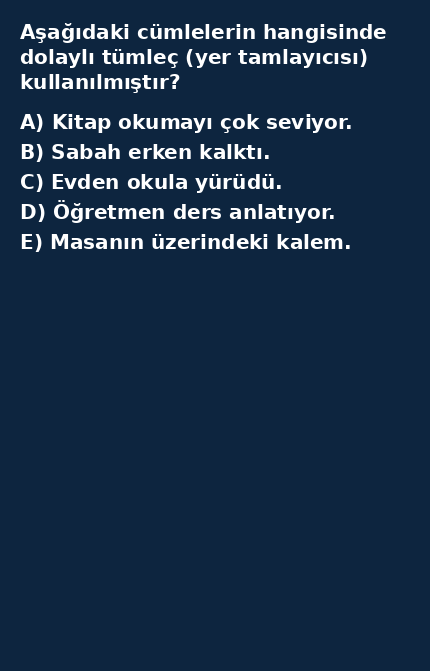 Aşağıdaki cümlelerin hangisinde
dolaylı tümleç (yer tamlayıcısı)
kullanılmıştır?
A) Kitap okumayı çok seviyor.
B) Sabah erken kalktı.
C) Evden okula yürüdü.
D) Öğretmen ders anlatıyor.
E) Masanın üzerindeki kalem.